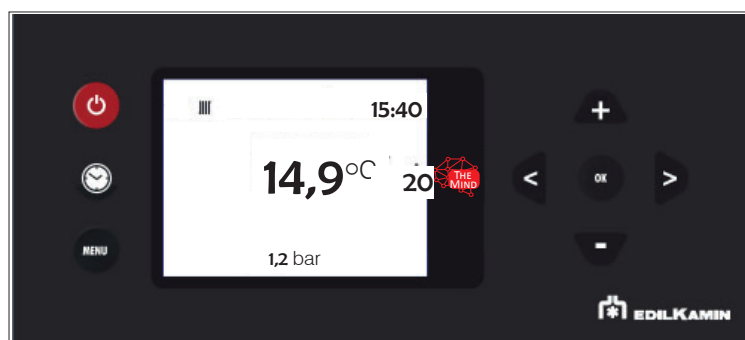 15:40
14,9°C
20
THE
MIND
OK
MENU
1,2 bar
EDILKAMIN